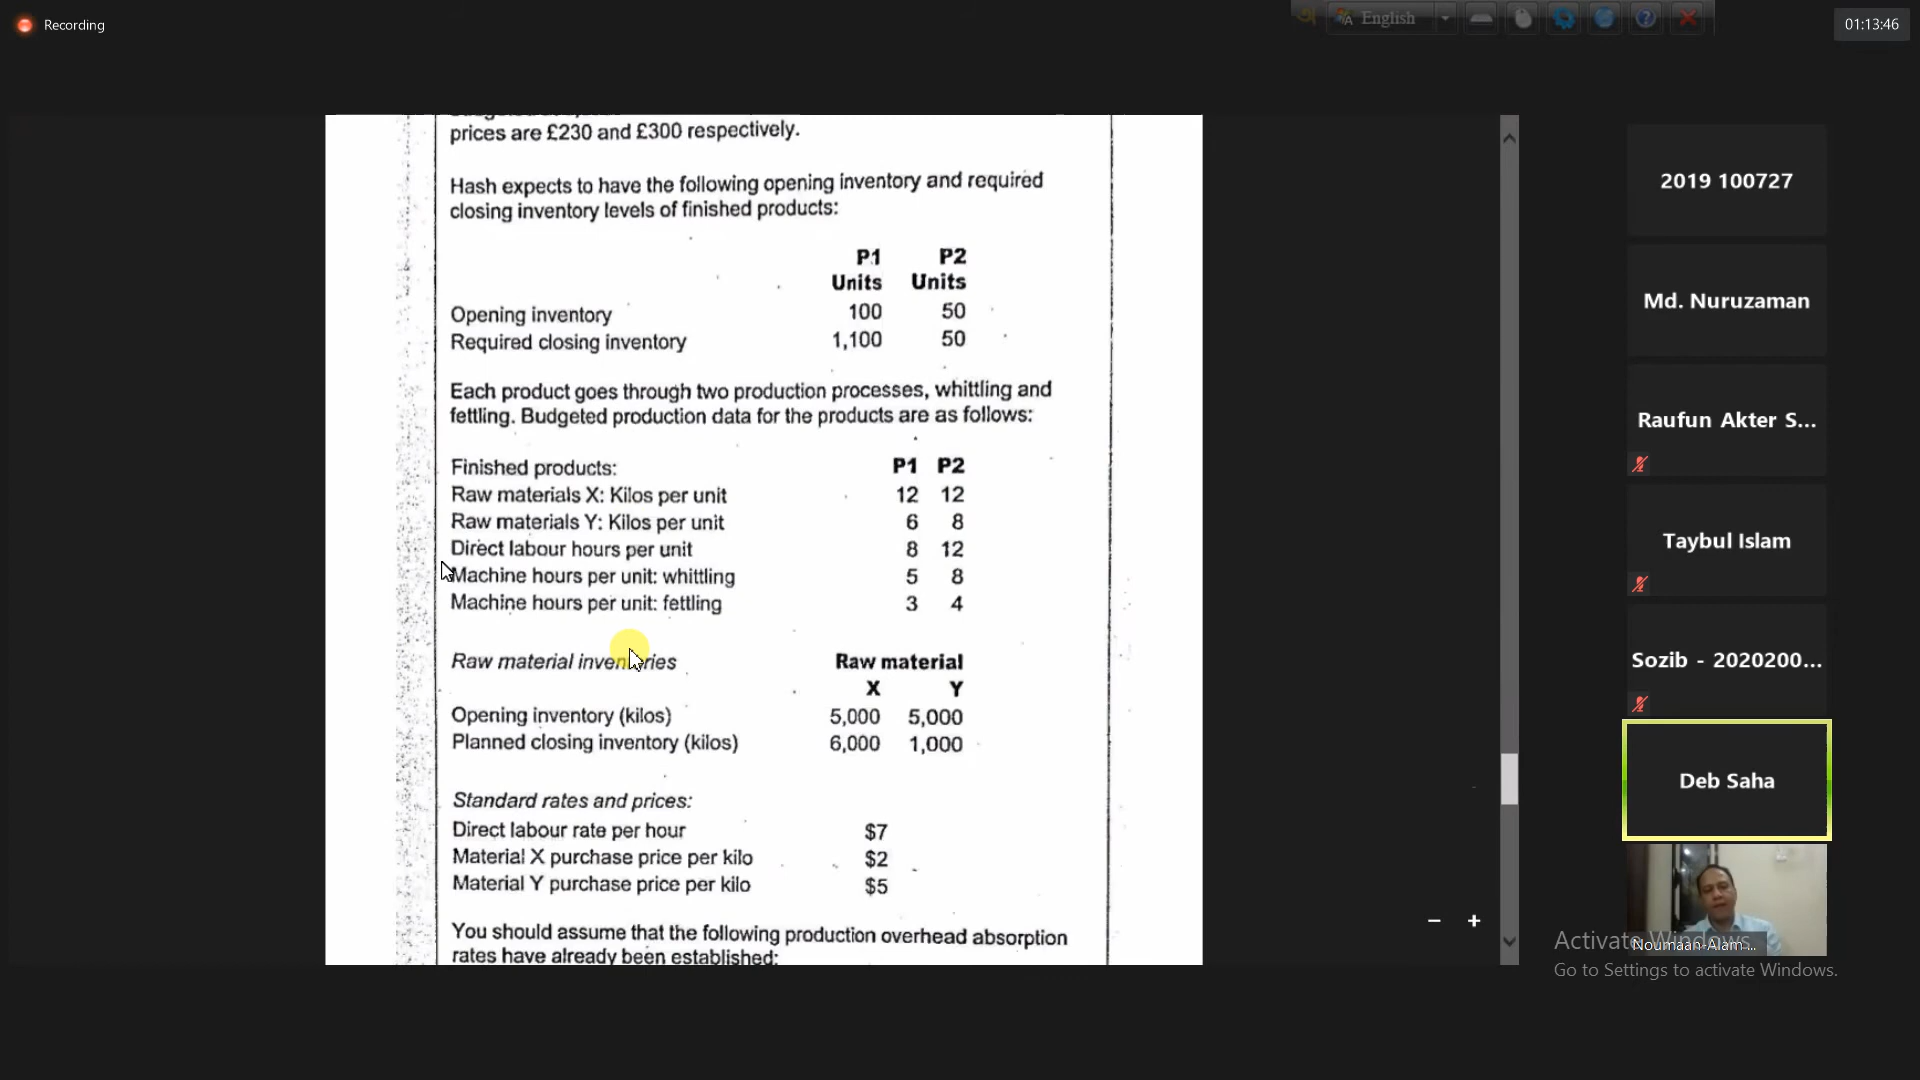 Recording
English
01:13:46
prices are £230 and £300 respectively.
Hash expects to have the following opening inventory and required
closing inventory levels of finished products:
P1 P2
Units Units
Opening inventory 100 50
Required closing inventory 1,100 50
Each product goes through two production processes, whittling and
fettling. Budgeted production data for the products are as follows:
Finished products: P1 P2
Raw materials X: Kilos per unit 12 12
Raw materials Y: Kilos per unit 6 8
Direct labour hours per unit 8 12
Machine hours per unit: whittling 5 8
Machine hours per unit: fettling 3 4
Raw material inventories Raw material
X Y
Opening inventory (kilos) 5,000 5,000
Planned closing inventory (kilos) 6,000 1,000
Standard rates and prices:
Direct labour rate per hour $7
Material X purchase price per kilo $2
Material Y purchase price per kilo $5
You should assume that the following production overhead absorption
rates have already been established:
2019 100727
Md. Nuruzaman
Raufun Akter S...
Taybul Islam
Sozib - 2020200...
Deb Saha
Noumaan-Alam ...
Activate Windows
Go to Settings to activate Windows.